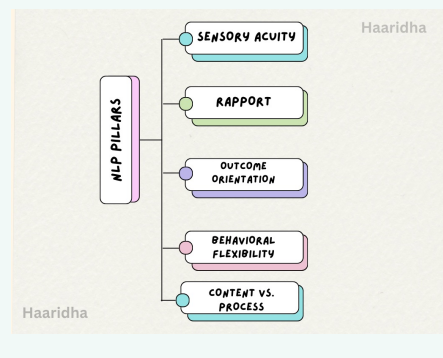 Haaridha
SENSORY ACUITY
RAPPORT
NLP PILLARS
OUTCOME
ORIENTATION
BEHAVIORAL
FLEXIBILITY
CONTENT VS.
PROCESS
Haaridha